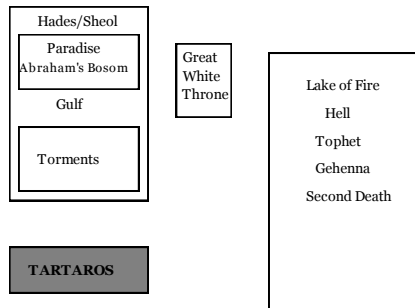 Hades/Sheol
Paradise
Abraham's Bosom
Gulf
Torments
TARTAROS
Great
White
Throne
Lake of Fire
Hell
Tophet
Gehenna
Second Death